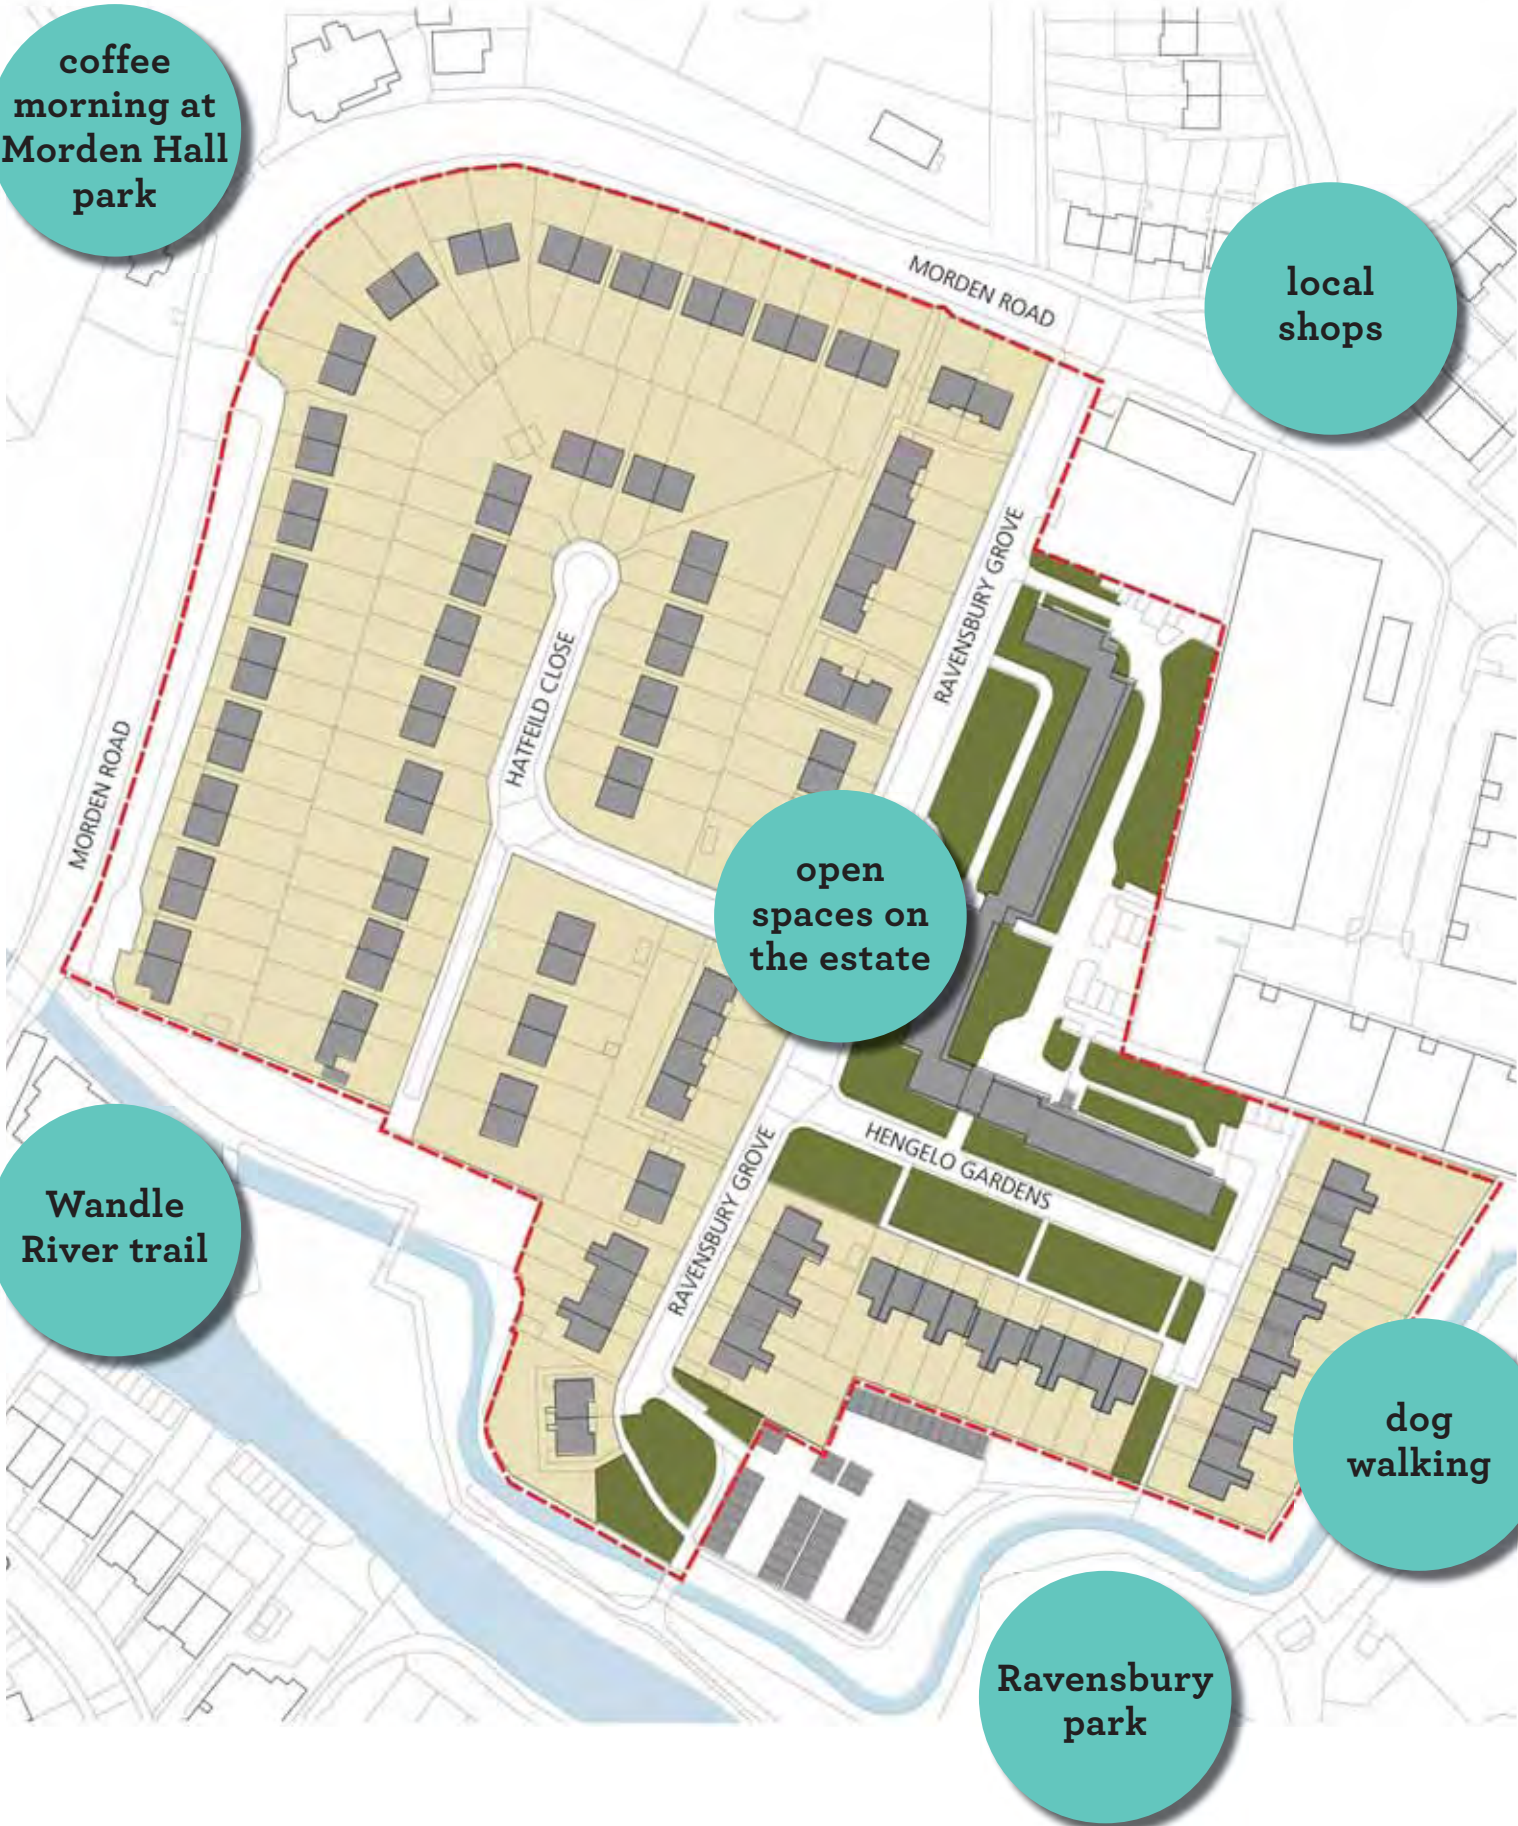 coffee
morning at
Morden Hall
park
local
shops
MORDEN ROAD
RAVENSBURY GROVE
HATFEILD CLOSE
MORDEN ROAD
open
spaces on
the estate
HENGELO GARDENS
RAVENSBURY GROVE
Wandle
River trail
dog
walking
Ravensbury
park